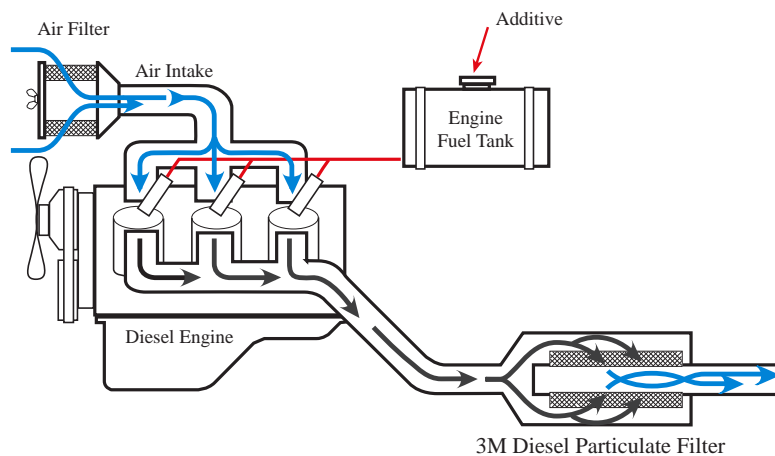 Air Filter
Additive
Air Intake
Engine
Fuel Tank
Diesel Engine
3M Diesel Particulate Filter